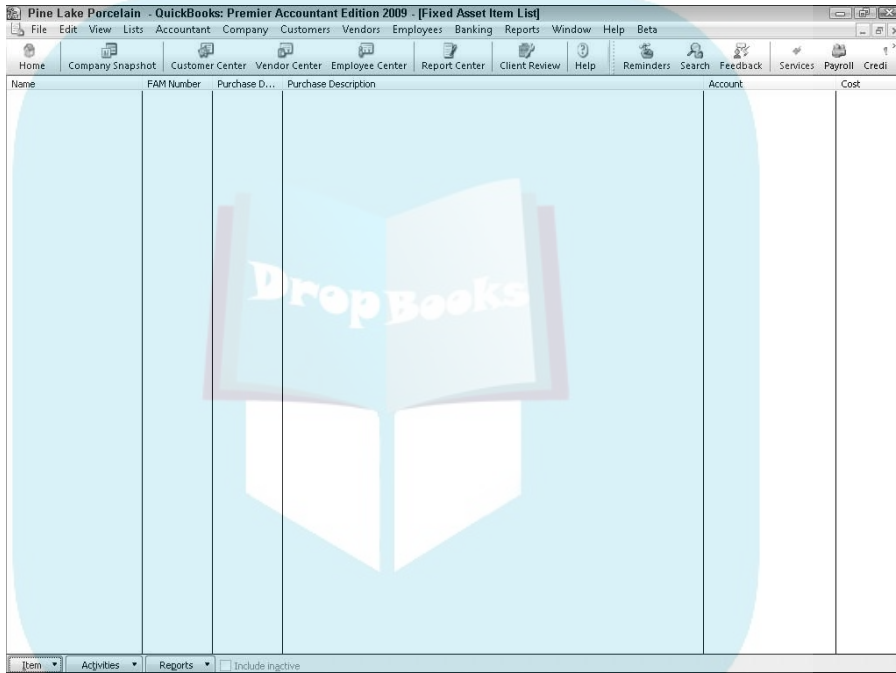 Pine Lake Porcelain - QuickBooks: Premier Accountant Edition 2009 - [Fixed Asset Item List]
File Edit View Lists Accountant Company Customers Vendors Employees Banking Reports Window Help Beta
Home Company Snapshot Customer Center Vendor Center Employee Center Report Center Client Review Help Reminders Search Feedback Services Payroll Credi
Name FAM Number Purchase D... Purchase Description Account Cost
DropBooks
Item Activities Reports Include inactive